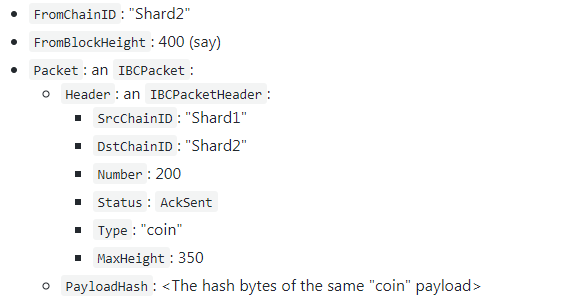 FromChainID : "Shard2"
FromBlockHeight : 400 (say)
Packet : an IBCPacket :
Header : an IBCPacketHeader :
SrcChainID : "Shard1"
DstChainID : "Shard2"
Number : 200
Status : AckSent
Type : "coin"
MaxHeight : 350
PayloadHash : <The hash bytes of the same "coin" payload>